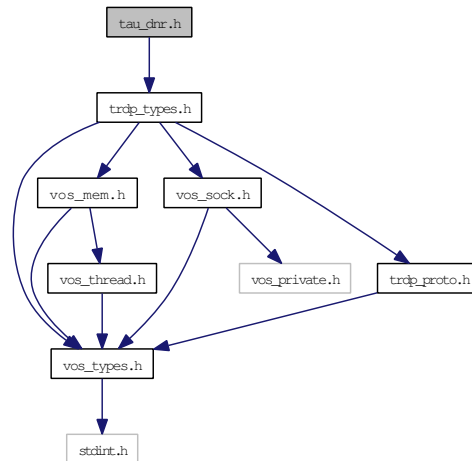 tau_dnr.h
trdp_types.h
vos_mem.h
vos_sock.h
vos_thread.h
vos_private.h
trdp_proto.h
vos_types.h
stdint.h